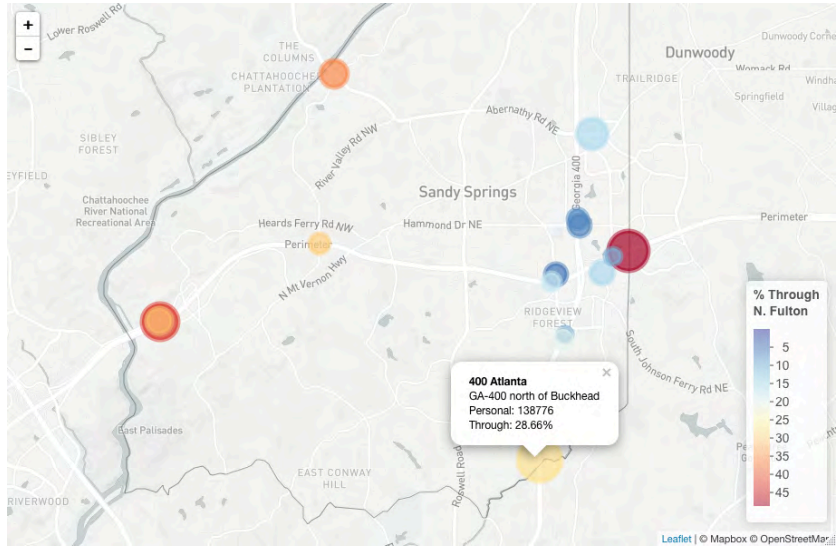 +
−
Lower Roswell Rd
THE
COLUMNS
CHATTAHOOCHEE
PLANTATION
Dunwoody
Womack Rd
TRAILRIDGE
Springfield
Abernathy Rd NE
SIBLEY
FOREST
River Valley Rd NW
EYFIELD
Georgia 400
Sandy Springs
Chattahoochee
River National
Recreational Area
Heards Ferry Rd NW
Hammond Dr NE
Perimeter
Perimeter
N Mt Vernon Hwy
RIDGEVIEW
FOREST
South Johnson Ferry Rd NE
% Through
N. Fulton
5
10
15
20
25
30
35
40
45
×
400 Atlanta
GA-400 north of Buckhead
Personal: 138776
Through: 28.66%
East Palisades
Roswell Road
EAST CONWAY
HILL
RIVERWOOD
Leaflet | © Mapbox © OpenStreetMap